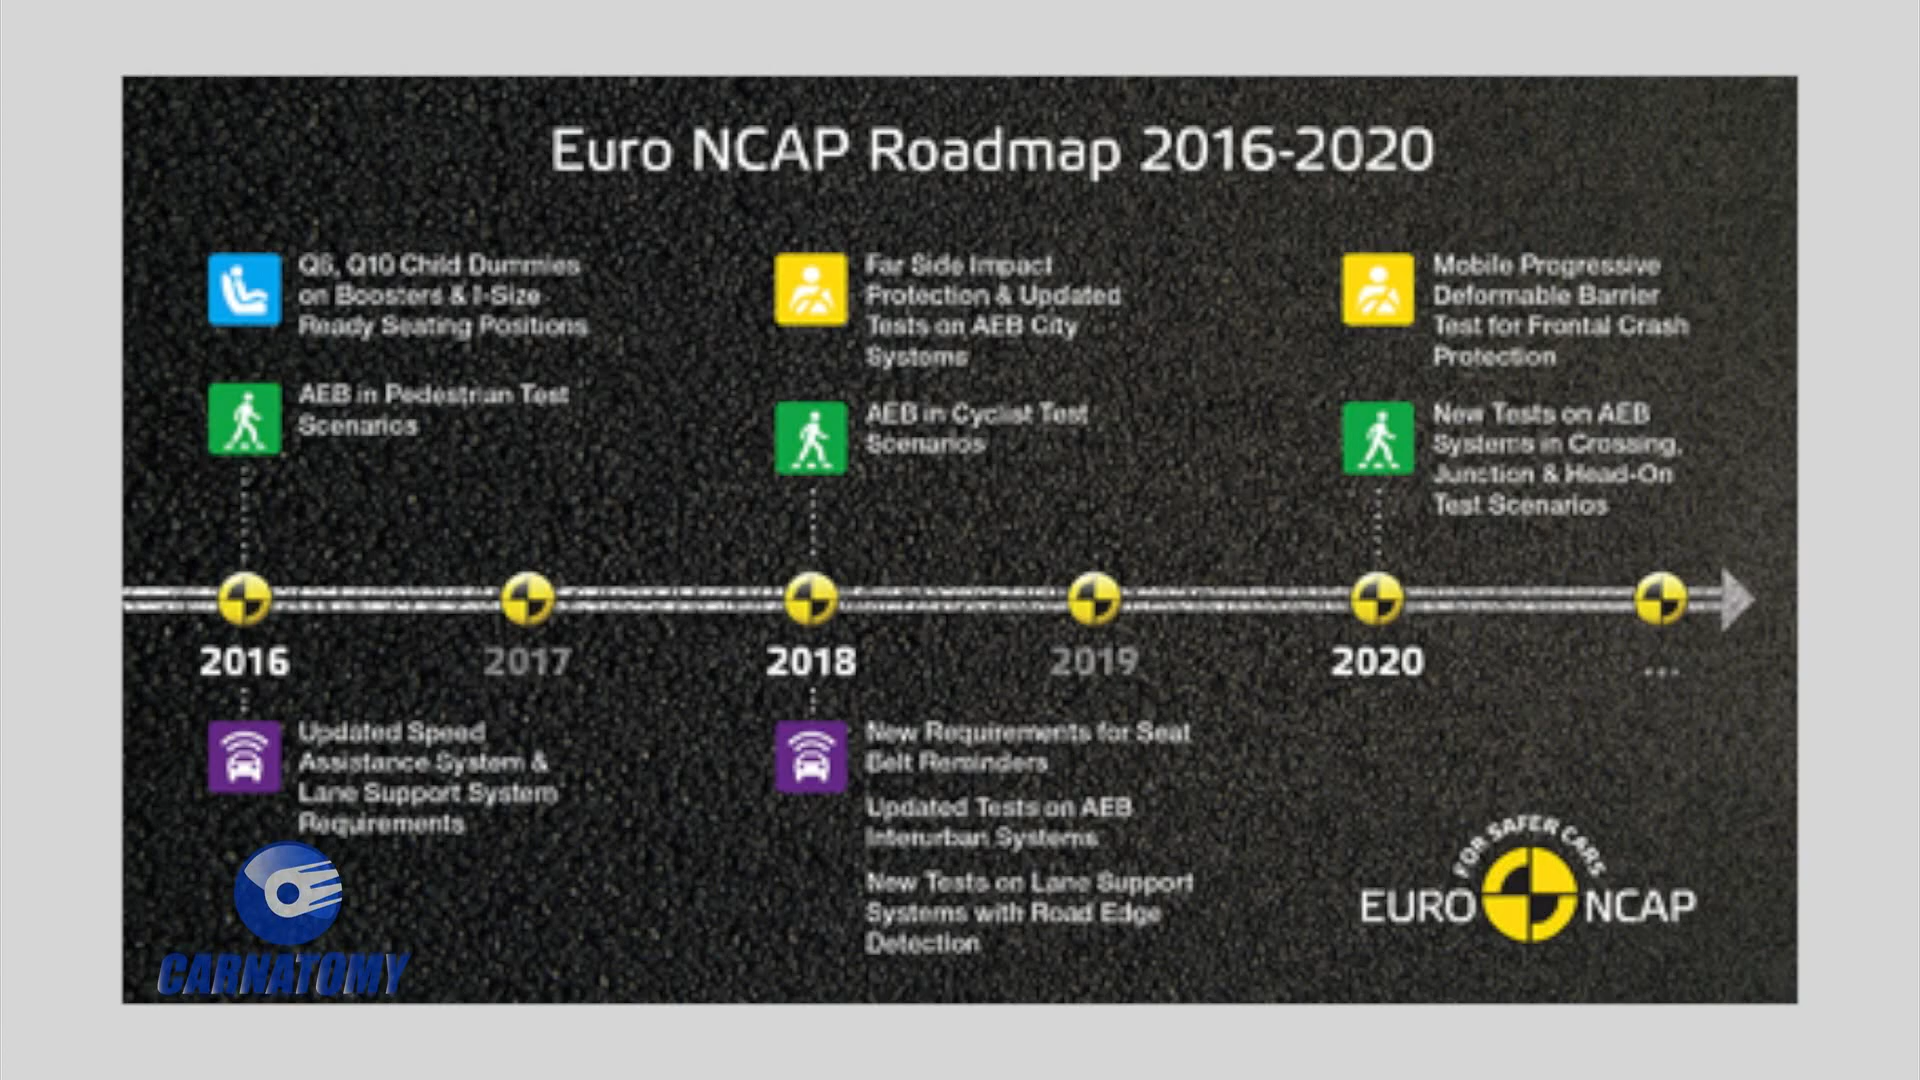 Euro NCAP Roadmap 2016-2020
Q6, Q10 Child Dummies
on Boosters & I-Size
Ready Seating Positions
AEB in Pedestrian Test
Scenarios
Far Side Impact
Protection & Updated
Tests on AEB City
Systems
AEB in Cyclist Test
Scenarios
Mobile Progressive
Deformable Barrier
Test for Frontal Crash
Protection
New Tests on AEB
Systems in Crossing,
Junction & Head-On
Test Scenarios
2016
2017
2018
2019
2020
...
Updated Speed
Assistance System &
Lane Support System
Requirements
New Requirements for Seat
Belt Reminders
Updated Tests on AEB
Interurban Systems
New Tests on Lane Support
Systems with Road Edge
Detection
FOR SAFER CARS
EURO NCAP
CARNATOMY